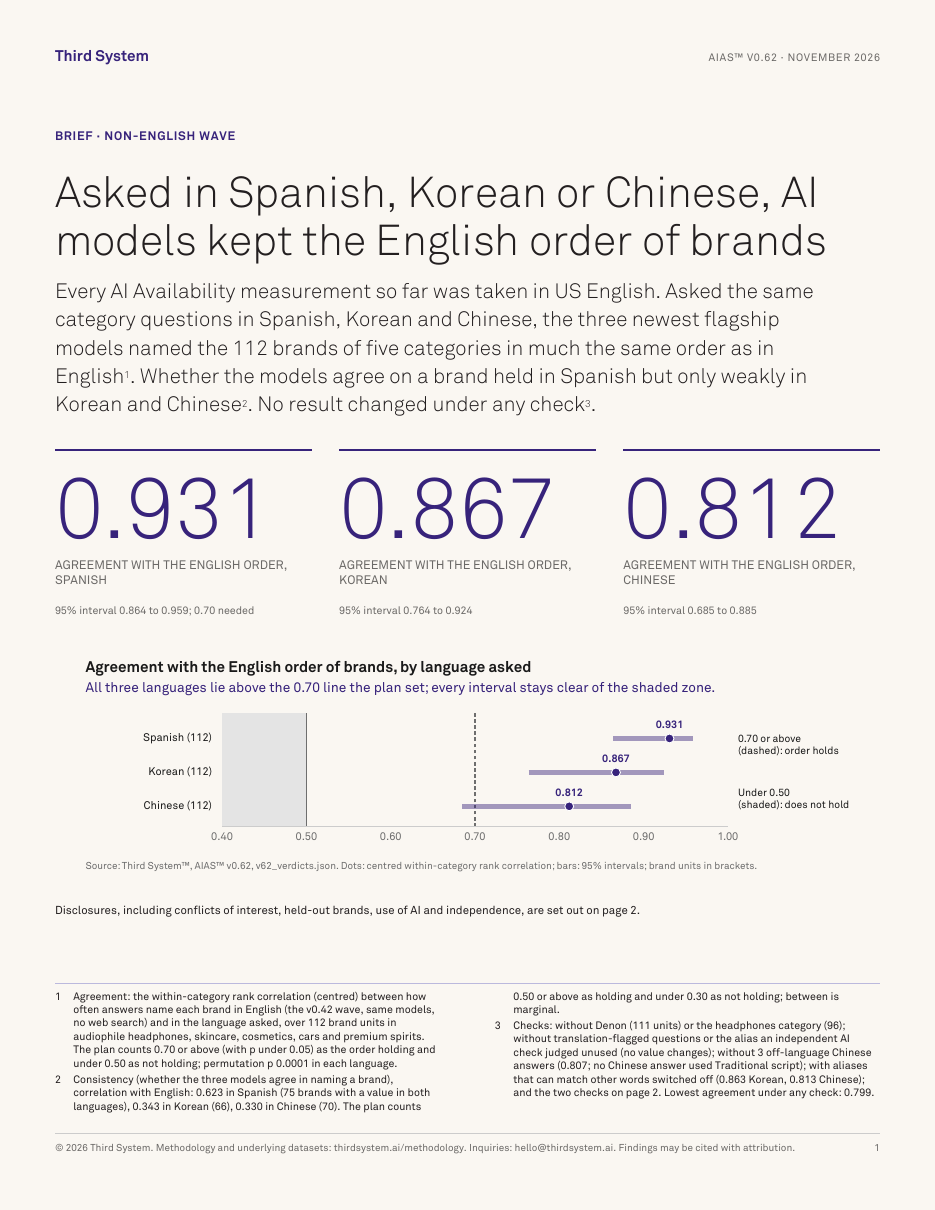 Third System
AIAS™ V0.62 · NOVEMBER 2026
BRIEF · NON-ENGLISH WAVE
Asked in Spanish, Korean or Chinese, AI
models kept the English order of brands
Every AI Availability measurement so far was taken in US English. Asked the same
category questions in Spanish, Korean and Chinese, the three newest flagship
models named the 112 brands of five categories in much the same order as in
English¹. Whether the models agree on a brand held in Spanish but only weakly in
Korean and Chinese². No result changed under any check³.
0.931
AGREEMENT WITH THE ENGLISH ORDER,
SPANISH
95% interval 0.864 to 0.959; 0.70 needed
0.867
AGREEMENT WITH THE ENGLISH ORDER,
KOREAN
95% interval 0.764 to 0.924
0.812
AGREEMENT WITH THE ENGLISH ORDER,
CHINESE
95% interval 0.685 to 0.885
Agreement with the English order of brands, by language asked
All three languages lie above the 0.70 line the plan set; every interval stays clear of the shaded zone.
Spanish (112)
0.931
Korean (112)
0.867
Chinese (112)
0.812
0.70 or above
(dashed): order holds
Under 0.50
(shaded): does not hold
0.40 0.50 0.60 0.70 0.80 0.90 1.00
Source: Third System™, AIAS™ v0.62, v62_verdicts.json. Dots: centred within-category rank correlation; bars: 95% intervals; brand units in brackets.
Disclosures, including conflicts of interest, held-out brands, use of AI and independence, are set out on page 2.
1 Agreement: the within-category rank correlation (centred) between how
often answers name each brand in English (the v0.42 wave, same models,
no web search) and in the language asked, over 112 brand units in
audiophile headphones, skincare, cosmetics, cars and premium spirits.
The plan counts 0.70 or above (with p under 0.05) as the order holding and
under 0.50 as not holding; permutation p 0.0001 in each language.
2 Consistency (whether the three models agree in naming a brand),
correlation with English: 0.623 in Spanish (75 brands with a value in both
languages), 0.343 in Korean (66), 0.330 in Chinese (70). The plan counts
0.50 or above as holding and under 0.30 as not holding; between is
marginal.
3 Checks: without Denon (111 units) or the headphones category (96);
without translation-flagged questions or the alias an independent AI
check judged unused (no value changes); without 3 off-language Chinese
answers (0.807; no Chinese answer used Traditional script); with aliases
that can match other words switched off (0.863 Korean, 0.813 Chinese);
and the two checks on page 2. Lowest agreement under any check: 0.799.
© 2026 Third System. Methodology and underlying datasets: thirdsystem.ai/methodology. Inquiries: hello@thirdsystem.ai. Findings may be cited with attribution.
1